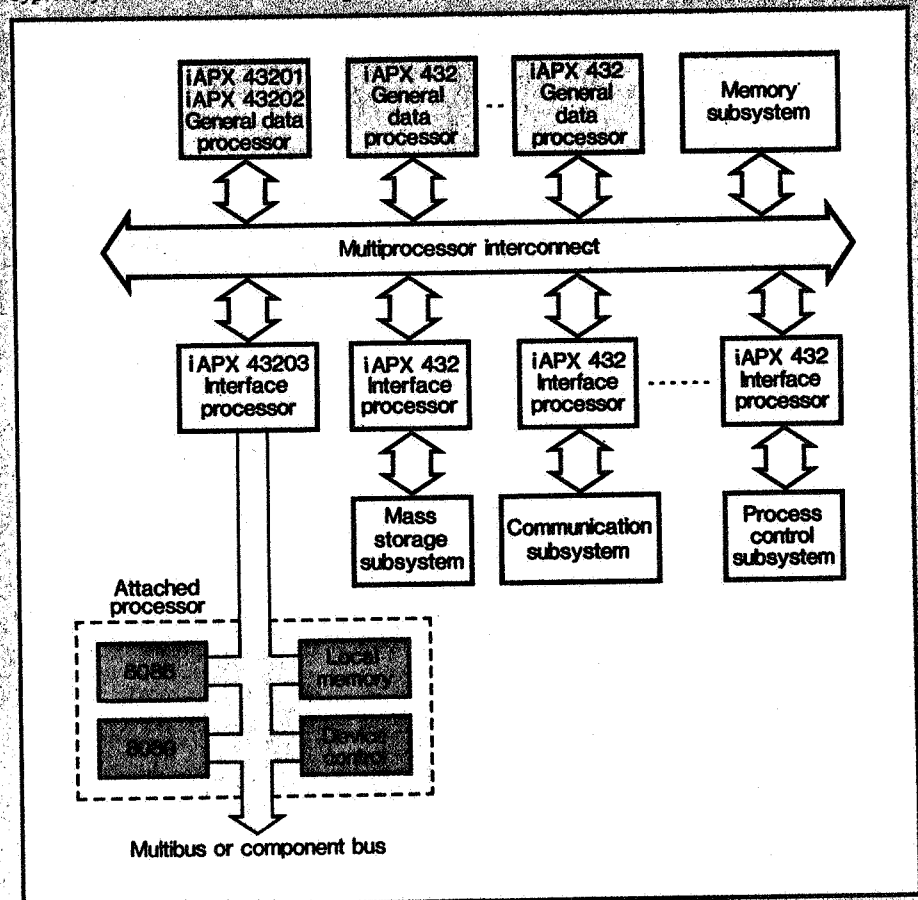 iAPX 43201
iAPX 43202
General data
processor
iAPX 432
General
data
processor
iAPX 432
General
data
processor
Memory
subsystem
Multiprocessor interconnect
iAPX 43203
Interface
processor
iAPX 432
Interface
processor
iAPX 432
Interface
processor
iAPX 432
Interface
processor
Mass
storage
subsystem
Communication
subsystem
Process
control
subsystem
Attached
processor
Local
memory
8089
Device
control
Multibus or component bus